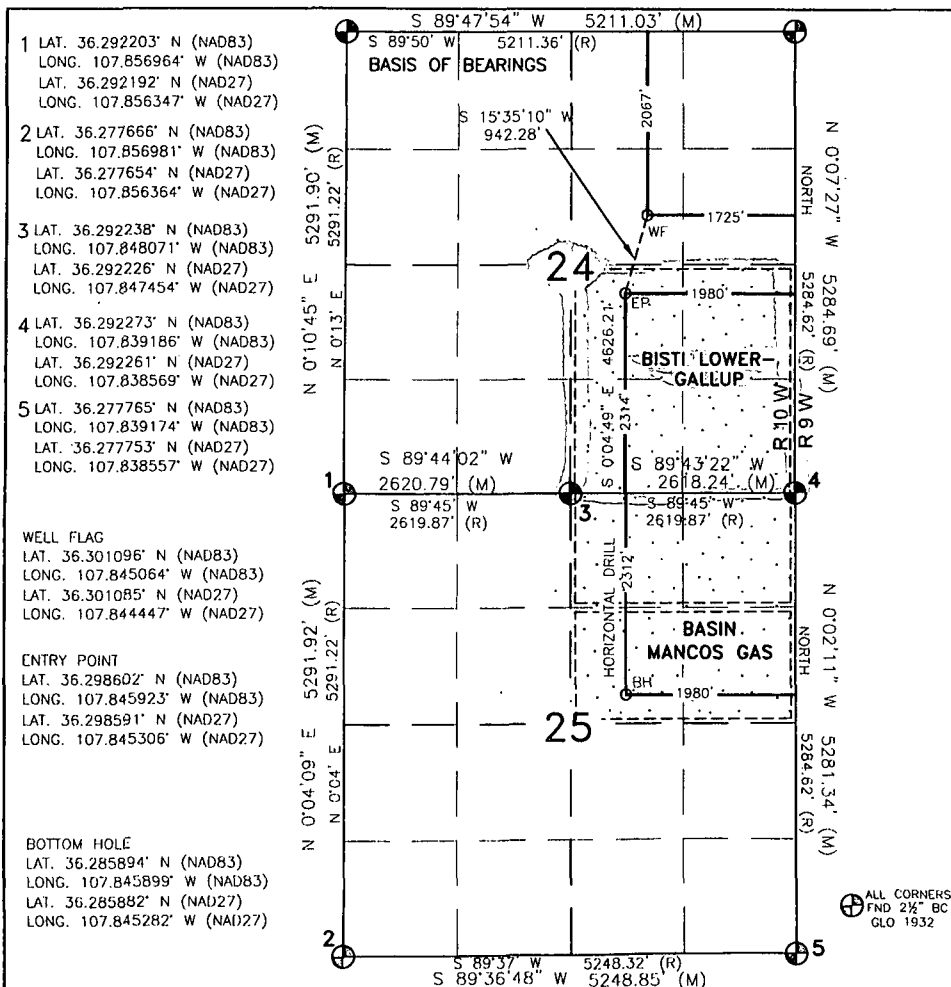 1 LAT. 36.292203° N (NAD83)
LONG. 107.856964° W (NAD83)
LAT. 36.292192° N (NAD27)
LONG. 107.856347° W (NAD27)
2 LAT. 36.277666° N (NAD83)
LONG. 107.856981° W (NAD83)
LAT. 36.277654° N (NAD27)
LONG. 107.856364° W (NAD27)
3 LAT. 36.292238° N (NAD83)
LONG. 107.848071° W (NAD83)
LAT. 36.292226° N (NAD27)
LONG. 107.847454° W (NAD27)
4 LAT. 36.292273° N (NAD83)
LONG. 107.839186° W (NAD83)
LAT. 36.292261° N (NAD27)
LONG. 107.838569° W (NAD27)
5 LAT. 36.277765° N (NAD83)
LONG. 107.839174° W (NAD83)
LAT. 36.277753° N (NAD27)
LONG. 107.838557° W (NAD27)
WELL FLAG
LAT. 36.301096° N (NAD83)
LONG. 107.845064° W (NAD83)
LAT. 36.301085° N (NAD27)
LONG. 107.844447° W (NAD27)
ENTRY POINT
LAT. 36.298602° N (NAD83)
LONG. 107.845923° W (NAD83)
LAT. 36.298591° N (NAD27)
LONG. 107.845306° W (NAD27)
BOTTOM HOLE
LAT. 36.285894° N (NAD83)
LONG. 107.845899° W (NAD83)
LAT. 36.285882° N (NAD27)
LONG. 107.845282° W (NAD27)
S 89°47'54" W 5211.03' (M)
S 89°50' W 5211.36' (R)
BASIS OF BEARINGS
S 15°35'10" W
942.28'
2067'
1725'
WF
N 0°10'45" E 5291.90' (M)
N 0°13' E 5291.22' (R)
N 0°07'27" W 5284.69' (M)
NORTH 5284.62' (R)
24
EP
1980'
BISTI LOWER-
GALLUP
S 0°04'49" E 4626.21'
2314'
R 10 W
R 9 W
S 89°44'02" W
2620.79' (M)
S 89°45' W
2619.87' (R)
S 89°43'22" W
2618.24' (M)
S 89°45' W
2619.87' (R)
1
3
4
HORIZONTAL DRILL
2312'
BASIN
MANCOS GAS
BH
1980'
25
N 0°04'09" E 5291.92' (M)
N 0°04' E 5291.22' (R)
N 0°02'11" W 5281.34' (M)
NORTH 5284.62' (R)
2
5
S 89°37' W 5248.32' (R)
S 89°36'48" W 5248.85' (M)
ALL CORNERS
FND 2½" BC
GLO 1932